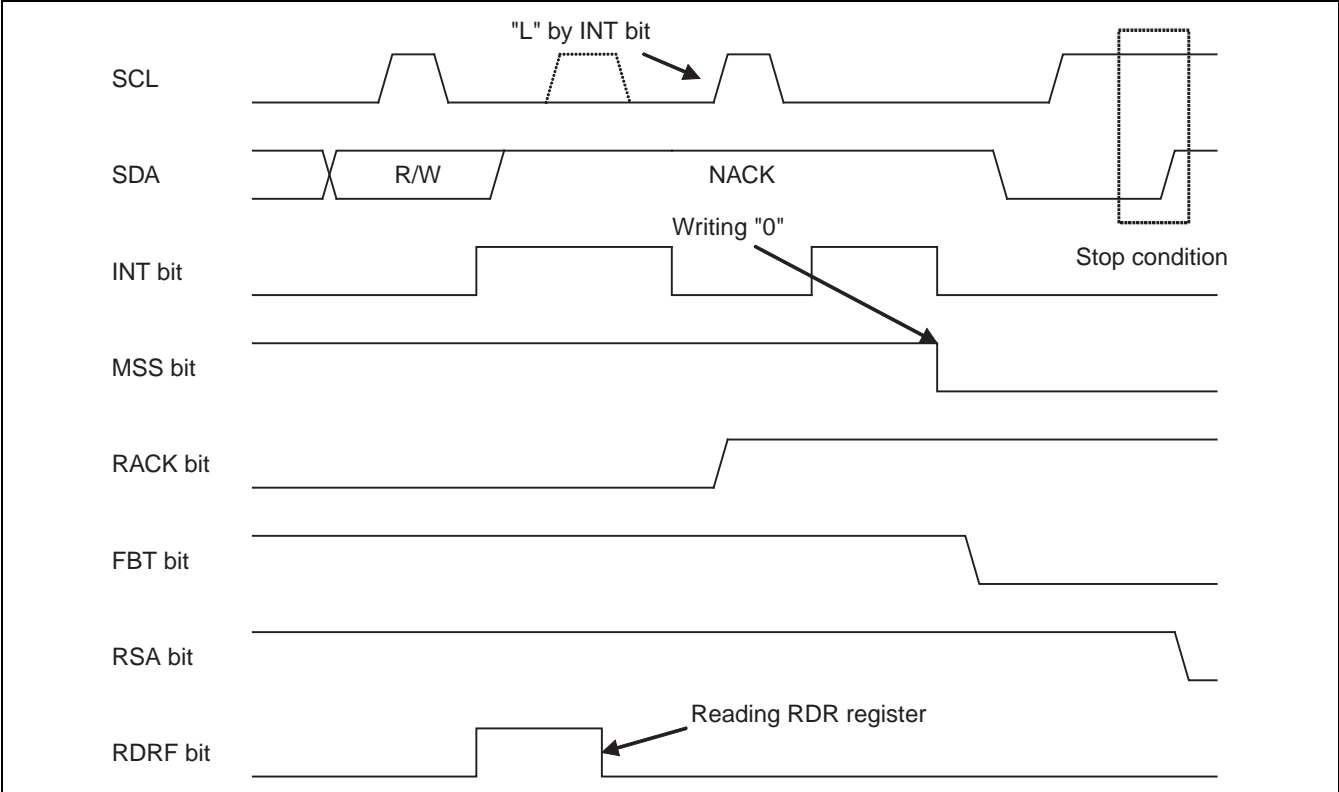 "L" by INT bit
SCL
SDA
R/W
NACK
Writing "0"
Stop condition
INT bit
MSS bit
RACK bit
FBT bit
RSA bit
Reading RDR register
RDRF bit